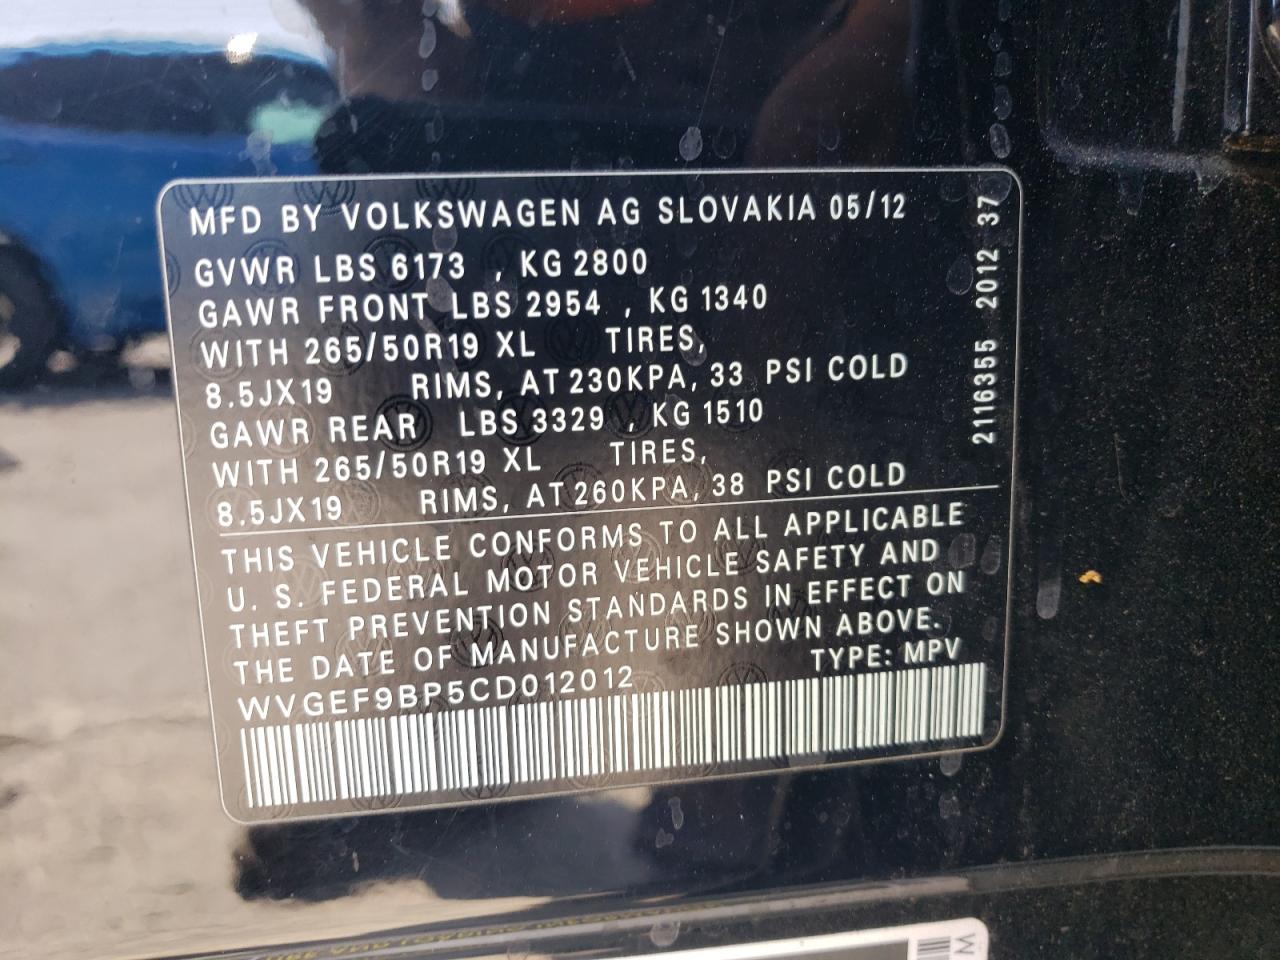 MFD BY VOLKSWAGEN AG SLOVAKIA 05/12
GVWR LBS 6173 , KG 2800
GAWR FRONT LBS 2954 , KG 1340
WITH 265/50R19 XL TIRES,
8.5JX19 RIMS, AT 230KPA, 33 PSI COLD
GAWR REAR LBS 3329 , KG 1510
WITH 265/50R19 XL TIRES,
8.5JX19 RIMS, AT 260KPA, 38 PSI COLD
THIS VEHICLE CONFORMS TO ALL APPLICABLE
U. S. FEDERAL MOTOR VEHICLE SAFETY AND
THEFT PREVENTION STANDARDS IN EFFECT ON
THE DATE OF MANUFACTURE SHOWN ABOVE.
WVGEF9BP5CD012012 TYPE: MPV
2116355 2012 37